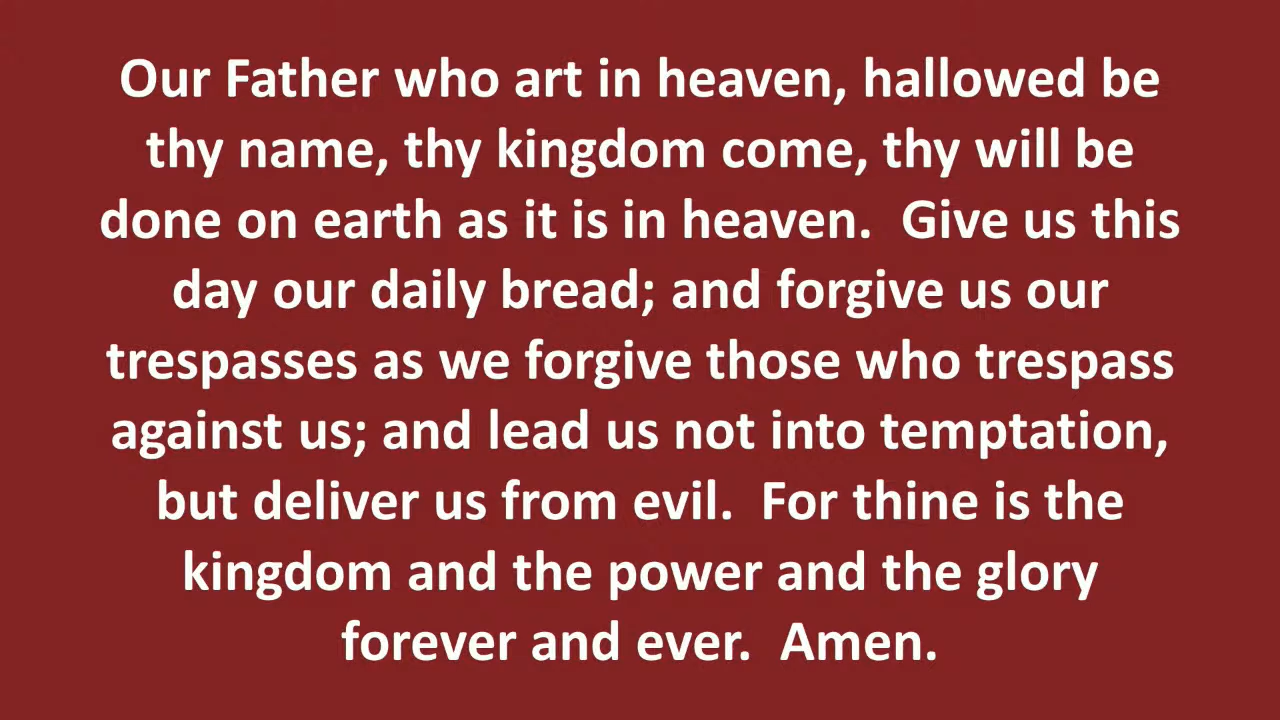 Our Father who art in heaven, hallowed be
thy name, thy kingdom come, thy will be
done on earth as it is in heaven.  Give us this
day our daily bread; and forgive us our
trespasses as we forgive those who trespass
against us; and lead us not into temptation,
but deliver us from evil.  For thine is the
kingdom and the power and the glory
forever and ever.  Amen.